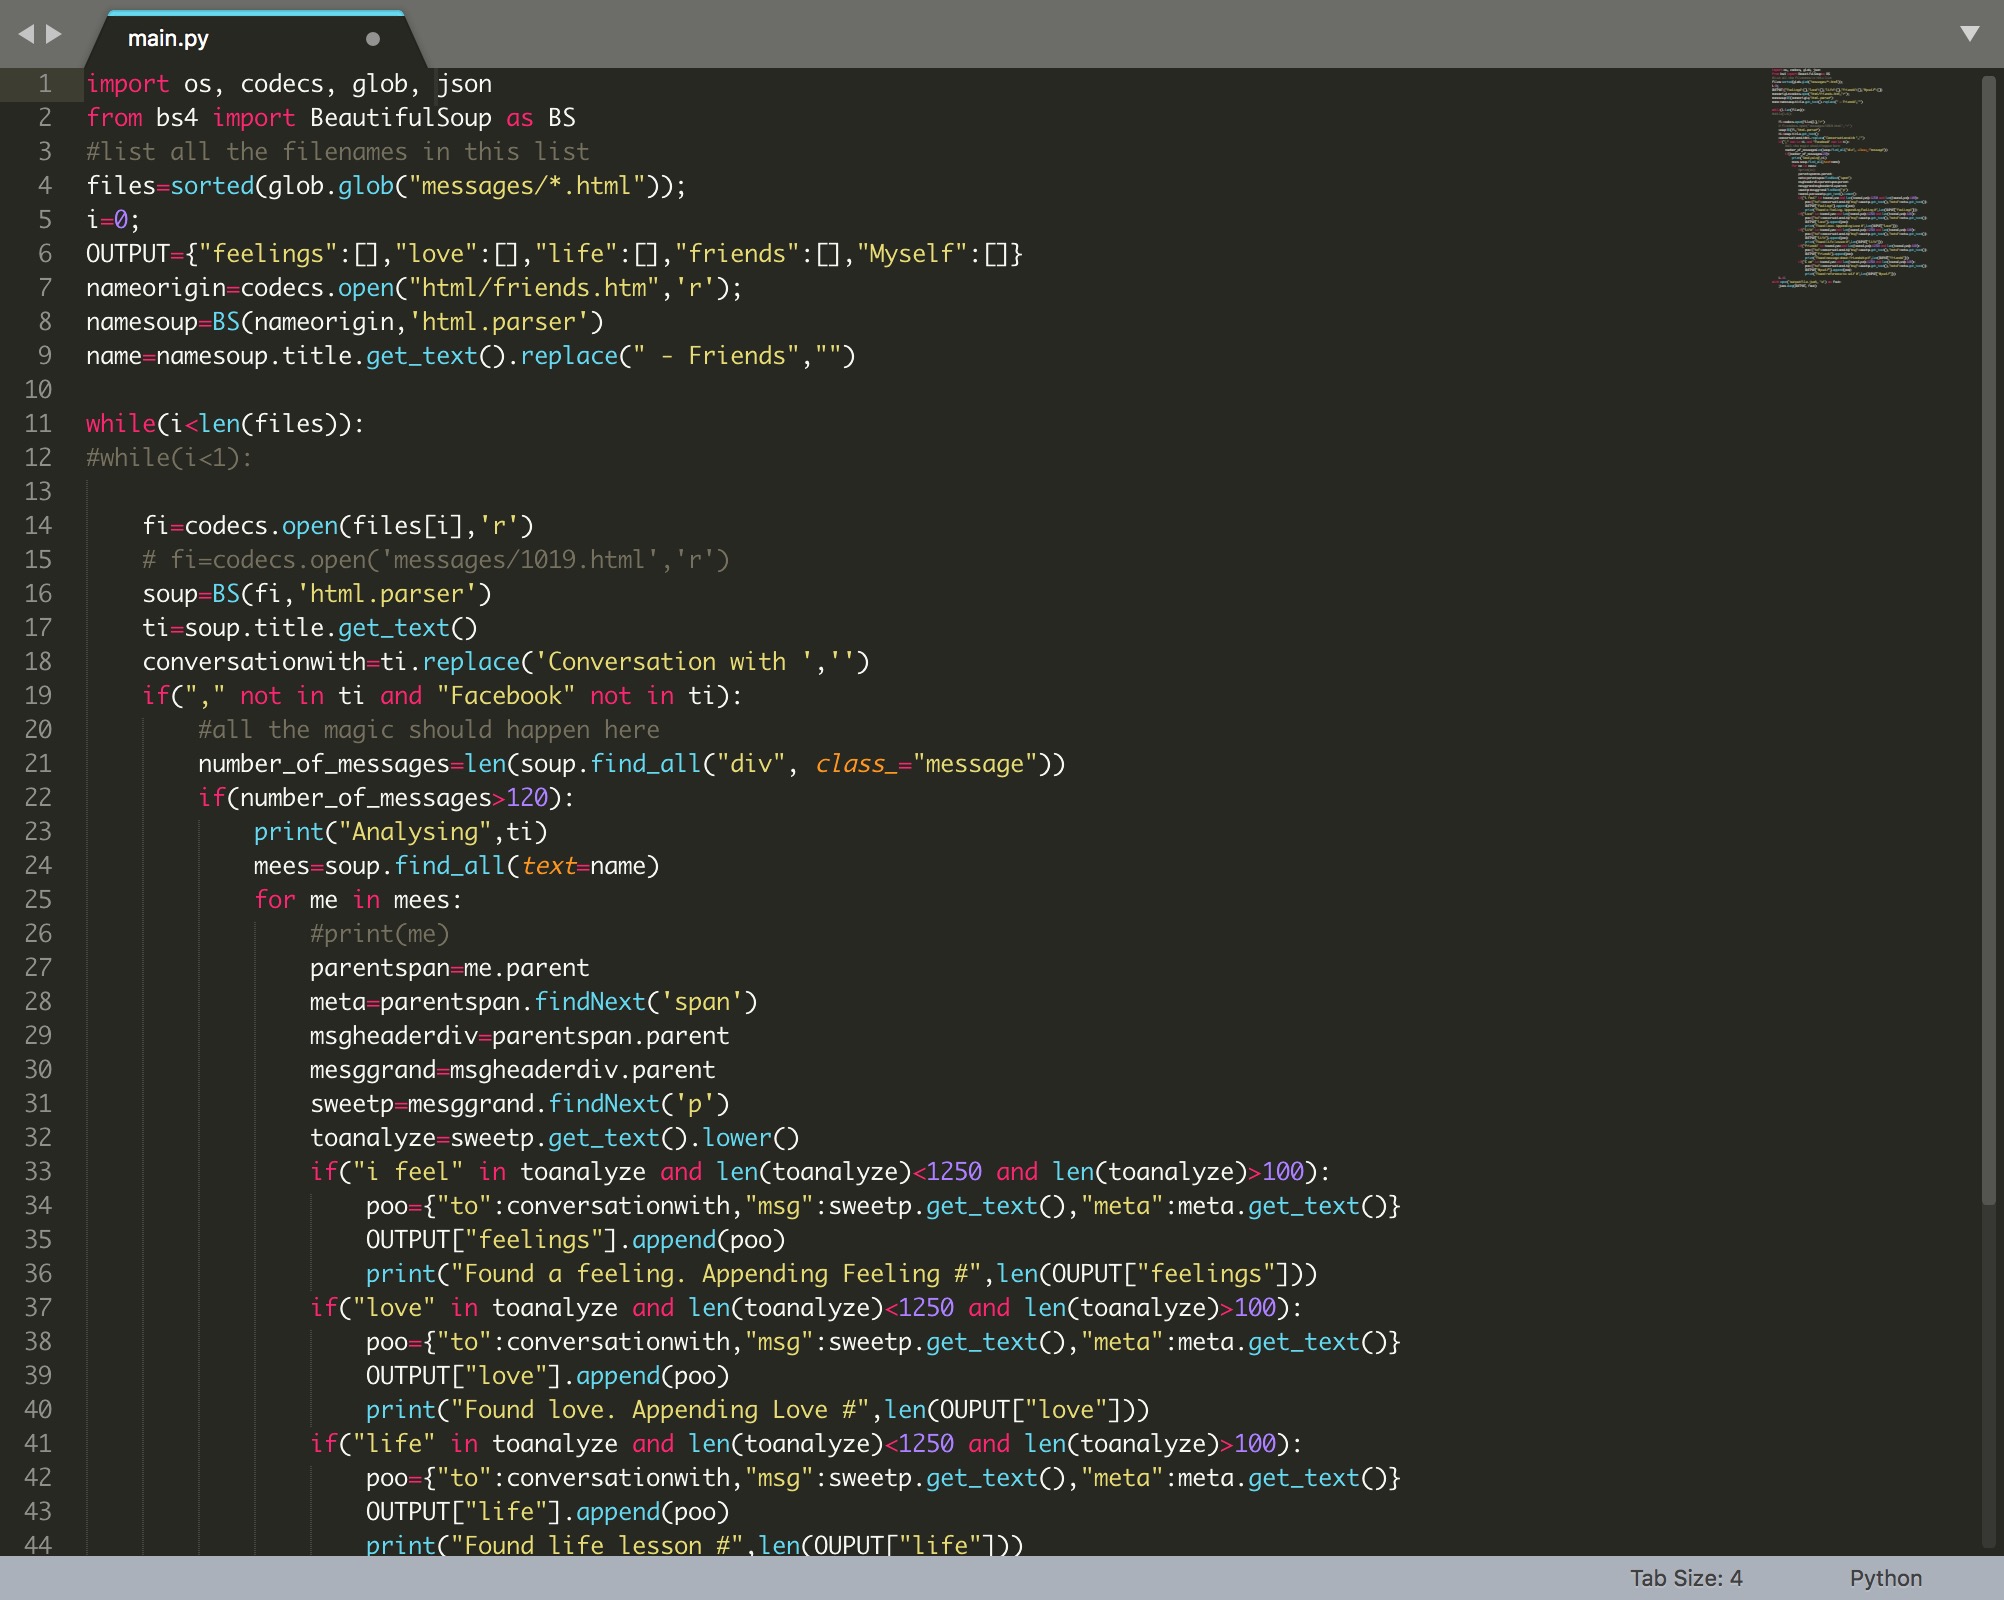 main.py
1 import os, codecs, glob, json
2 from bs4 import BeautifulSoup as BS
3 #list all the filenames in this list
4 files=sorted(glob.glob("messages/*.html"));
5 i=0;
6 OUTPUT={"feelings":[],"love":[],"life":[],"friends":[],"Myself":[]}
7 nameorigin=codecs.open("html/friends.htm",'r');
8 namesoup=BS(nameorigin,'html.parser')
9 name=namesoup.title.get_text().replace(" - Friends","")
10
11 while(i<len(files)):
12 #while(i<1):
13
14     fi=codecs.open(files[i],'r')
15     # fi=codecs.open('messages/1019.html','r')
16     soup=BS(fi,'html.parser')
17     ti=soup.title.get_text()
18     conversationwith=ti.replace('Conversation with ','')
19     if("," not in ti and "Facebook" not in ti):
20         #all the magic should happen here
21         number_of_messages=len(soup.find_all("div", class_="message"))
22         if(number_of_messages>120):
23             print("Analysing",ti)
24             mees=soup.find_all(text=name)
25             for me in mees:
26                 #print(me)
27                 parentspan=me.parent
28                 meta=parentspan.findNext('span')
29                 msgheaderdiv=parentspan.parent
30                 mesggrand=msgheaderdiv.parent
31                 sweetp=mesggrand.findNext('p')
32                 toanalyze=sweetp.get_text().lower()
33                 if("i feel" in toanalyze and len(toanalyze)<1250 and len(toanalyze)>100):
34                     poo={"to":conversationwith,"msg":sweetp.get_text(),"meta":meta.get_text()}
35                     OUTPUT["feelings"].append(poo)
36                     print("Found a feeling. Appending Feeling #",len(OUPUT["feelings"]))
37                 if("love" in toanalyze and len(toanalyze)<1250 and len(toanalyze)>100):
38                     poo={"to":conversationwith,"msg":sweetp.get_text(),"meta":meta.get_text()}
39                     OUTPUT["love"].append(poo)
40                     print("Found love. Appending Love #",len(OUPUT["love"]))
41                 if("life" in toanalyze and len(toanalyze)<1250 and len(toanalyze)>100):
42                     poo={"to":conversationwith,"msg":sweetp.get_text(),"meta":meta.get_text()}
43                     OUTPUT["life"].append(poo)
44                     print("Found life lesson #",len(OUPUT["life"]))
Tab Size: 4 Python